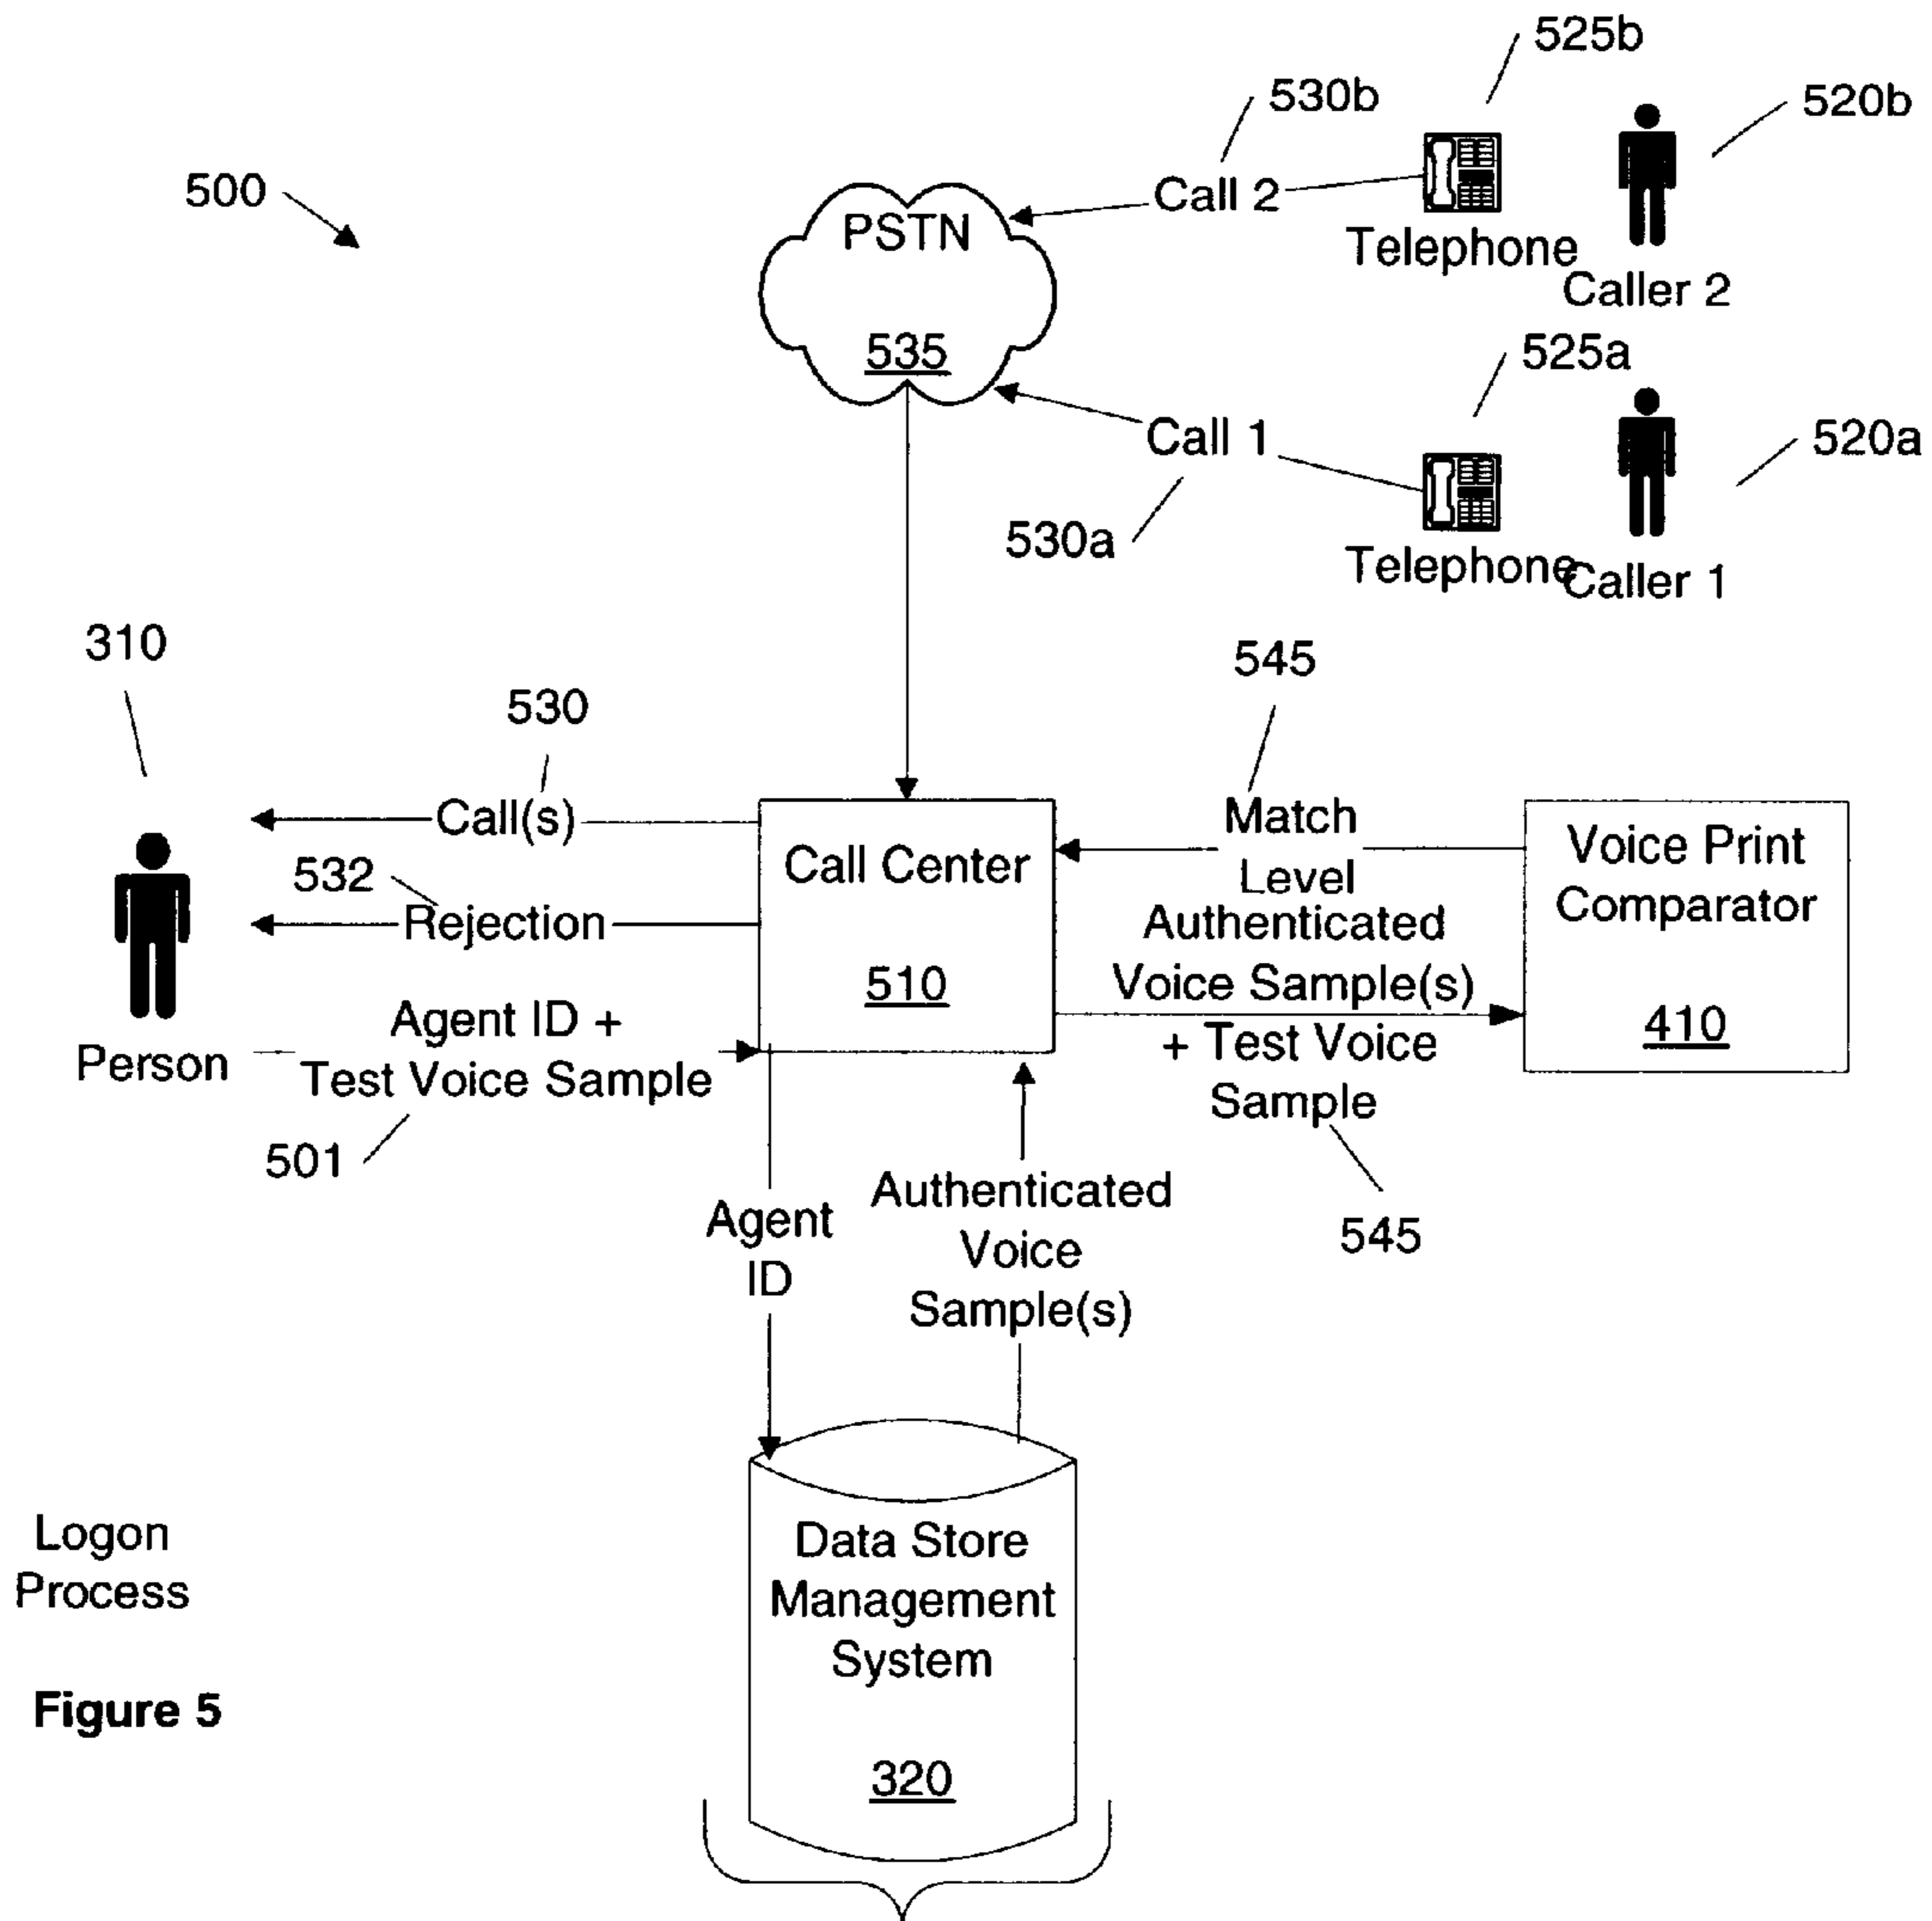 525b
530b
520b
500
Call 2
PSTN
Telephone
Caller 2
535
525a
Call 1
520a
530a
Telephone
Caller 1
310
545
530
Call(s)
Match
Level
Voice Print
Comparator
410
Call Center
510
532
Rejection
Authenticated
Voice Sample(s)
+ Test Voice
Sample
545
Agent ID +
Test Voice Sample
Person
501
Agent
ID
Authenticated
Voice
Sample(s)
Data Store
Management
System
320
Logon
Process
Figure 5